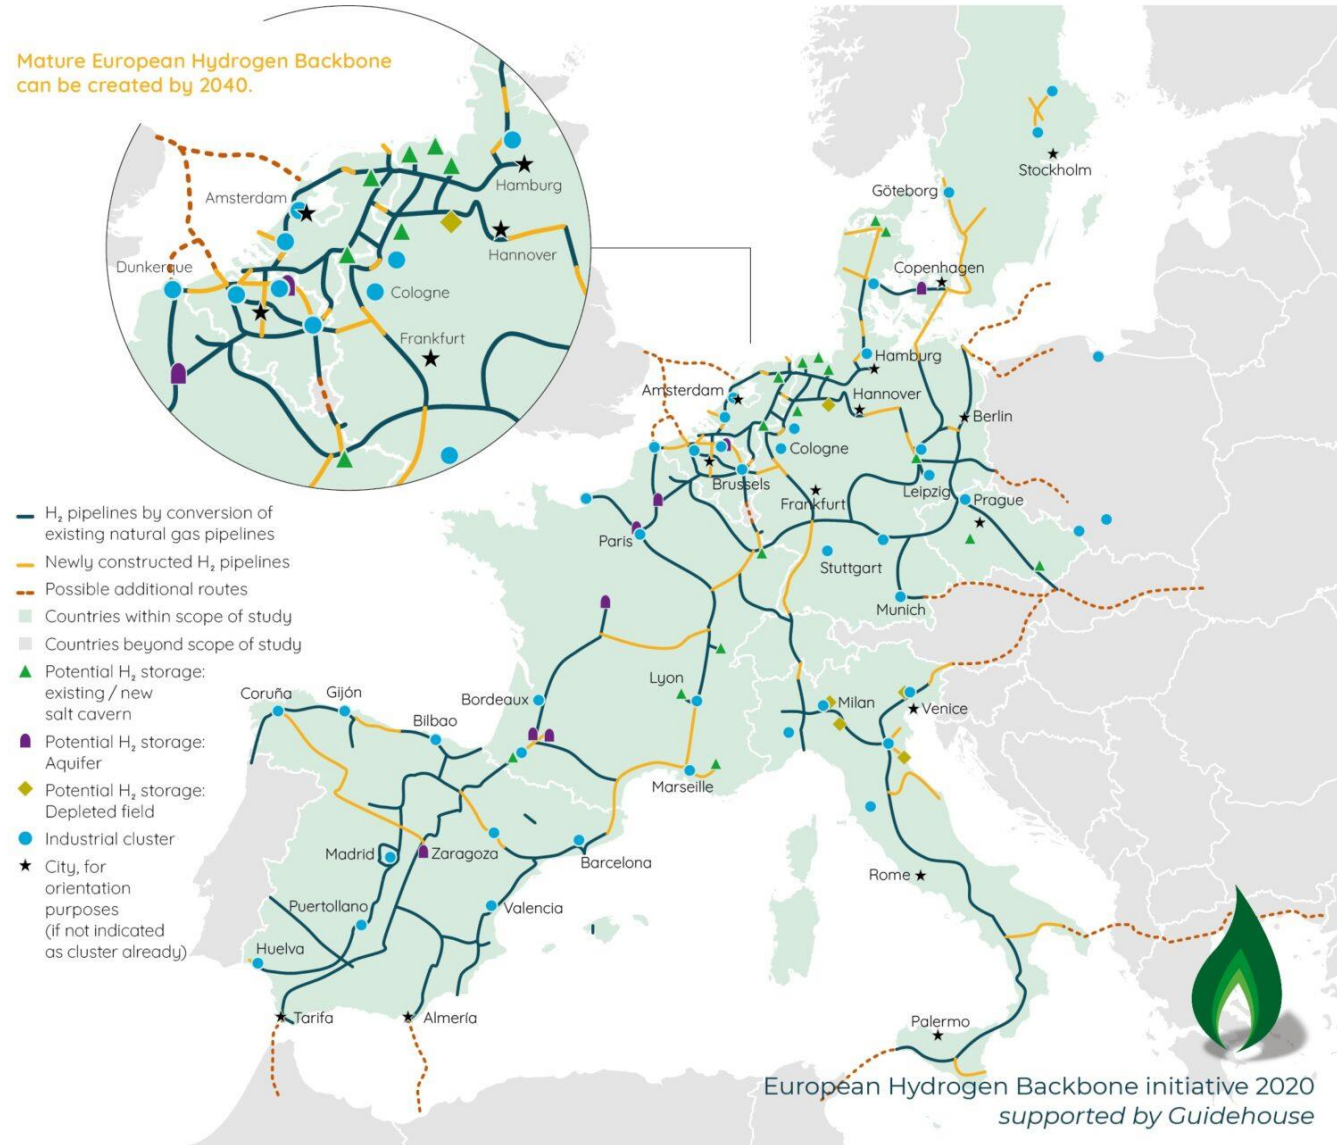 Mature European Hydrogen Backbone
can be created by 2040.
Amsterdam
Hamburg
Hannover
Dunkerque
Cologne
Frankfurt
H₂ pipelines by conversion of
existing natural gas pipelines
Newly constructed H₂ pipelines
Possible additional routes
Countries within scope of study
Countries beyond scope of study
Potential H₂ storage:
existing / new
salt cavern
Potential H₂ storage:
Aquifer
Potential H₂ storage:
Depleted field
Industrial cluster
City, for
orientation
purposes
(if not indicated
as cluster already)
Stockholm
Göteborg
Copenhagen
Hamburg
Amsterdam
Hannover
Berlin
Cologne
Brussels
Frankfurt
Leipzig
Prague
Paris
Stuttgart
Munich
Lyon
Coruña
Gijón
Bordeaux
Bilbao
Milan
Venice
Marseille
Madrid
Zaragoza
Barcelona
Rome
Puertollano
Valencia
Huelva
Tarifa
Almería
Palermo
European Hydrogen Backbone initiative 2020
supported by Guidehouse